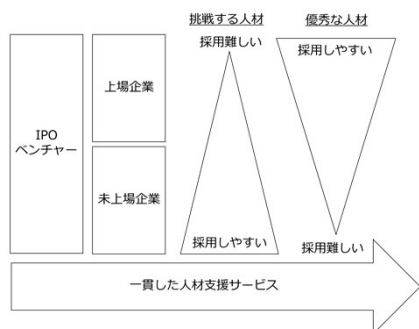 挑戦する人材
優秀な人材
採用難しい
採用しやすい
上場企業
IPO
ベンチャー
未上場企業
採用しやすい
採用難しい
一貫した人材支援サービス